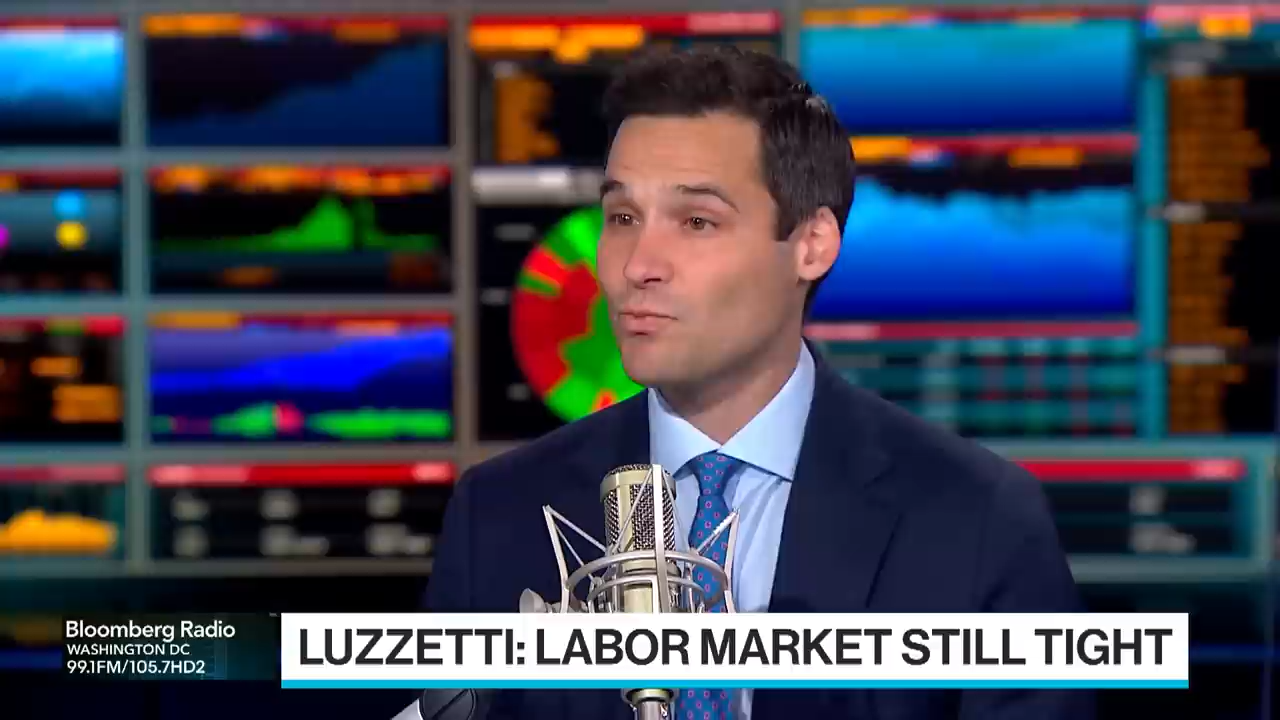 Bloomberg Radio
WASHINGTON DC
99.1FM/105.7HD2
LUZZETTI: LABOR MARKET STILL TIGHT